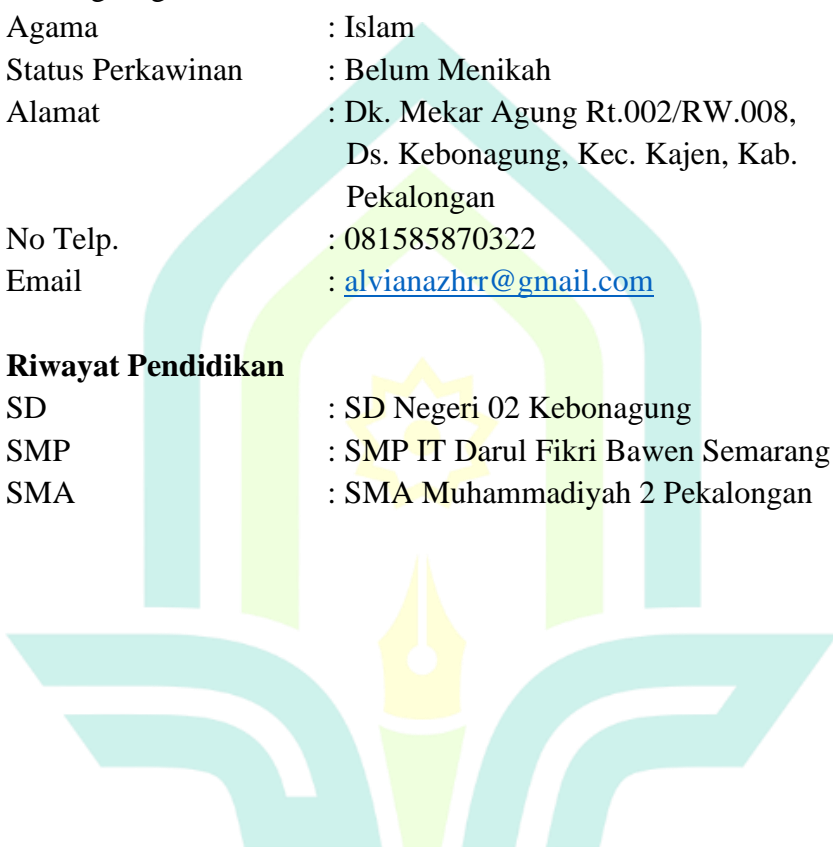 Agama : Islam
Status Perkawinan : Belum Menikah
Alamat : Dk. Mekar Agung Rt.002/RW.008,
Ds. Kebonagung, Kec. Kajen, Kab.
Pekalongan
No Telp. : 081585870322
Email : alvianazhrr@gmail.com
Riwayat Pendidikan
SD : SD Negeri 02 Kebonagung
SMP : SMP IT Darul Fikri Bawen Semarang
SMA : SMA Muhammadiyah 2 Pekalongan